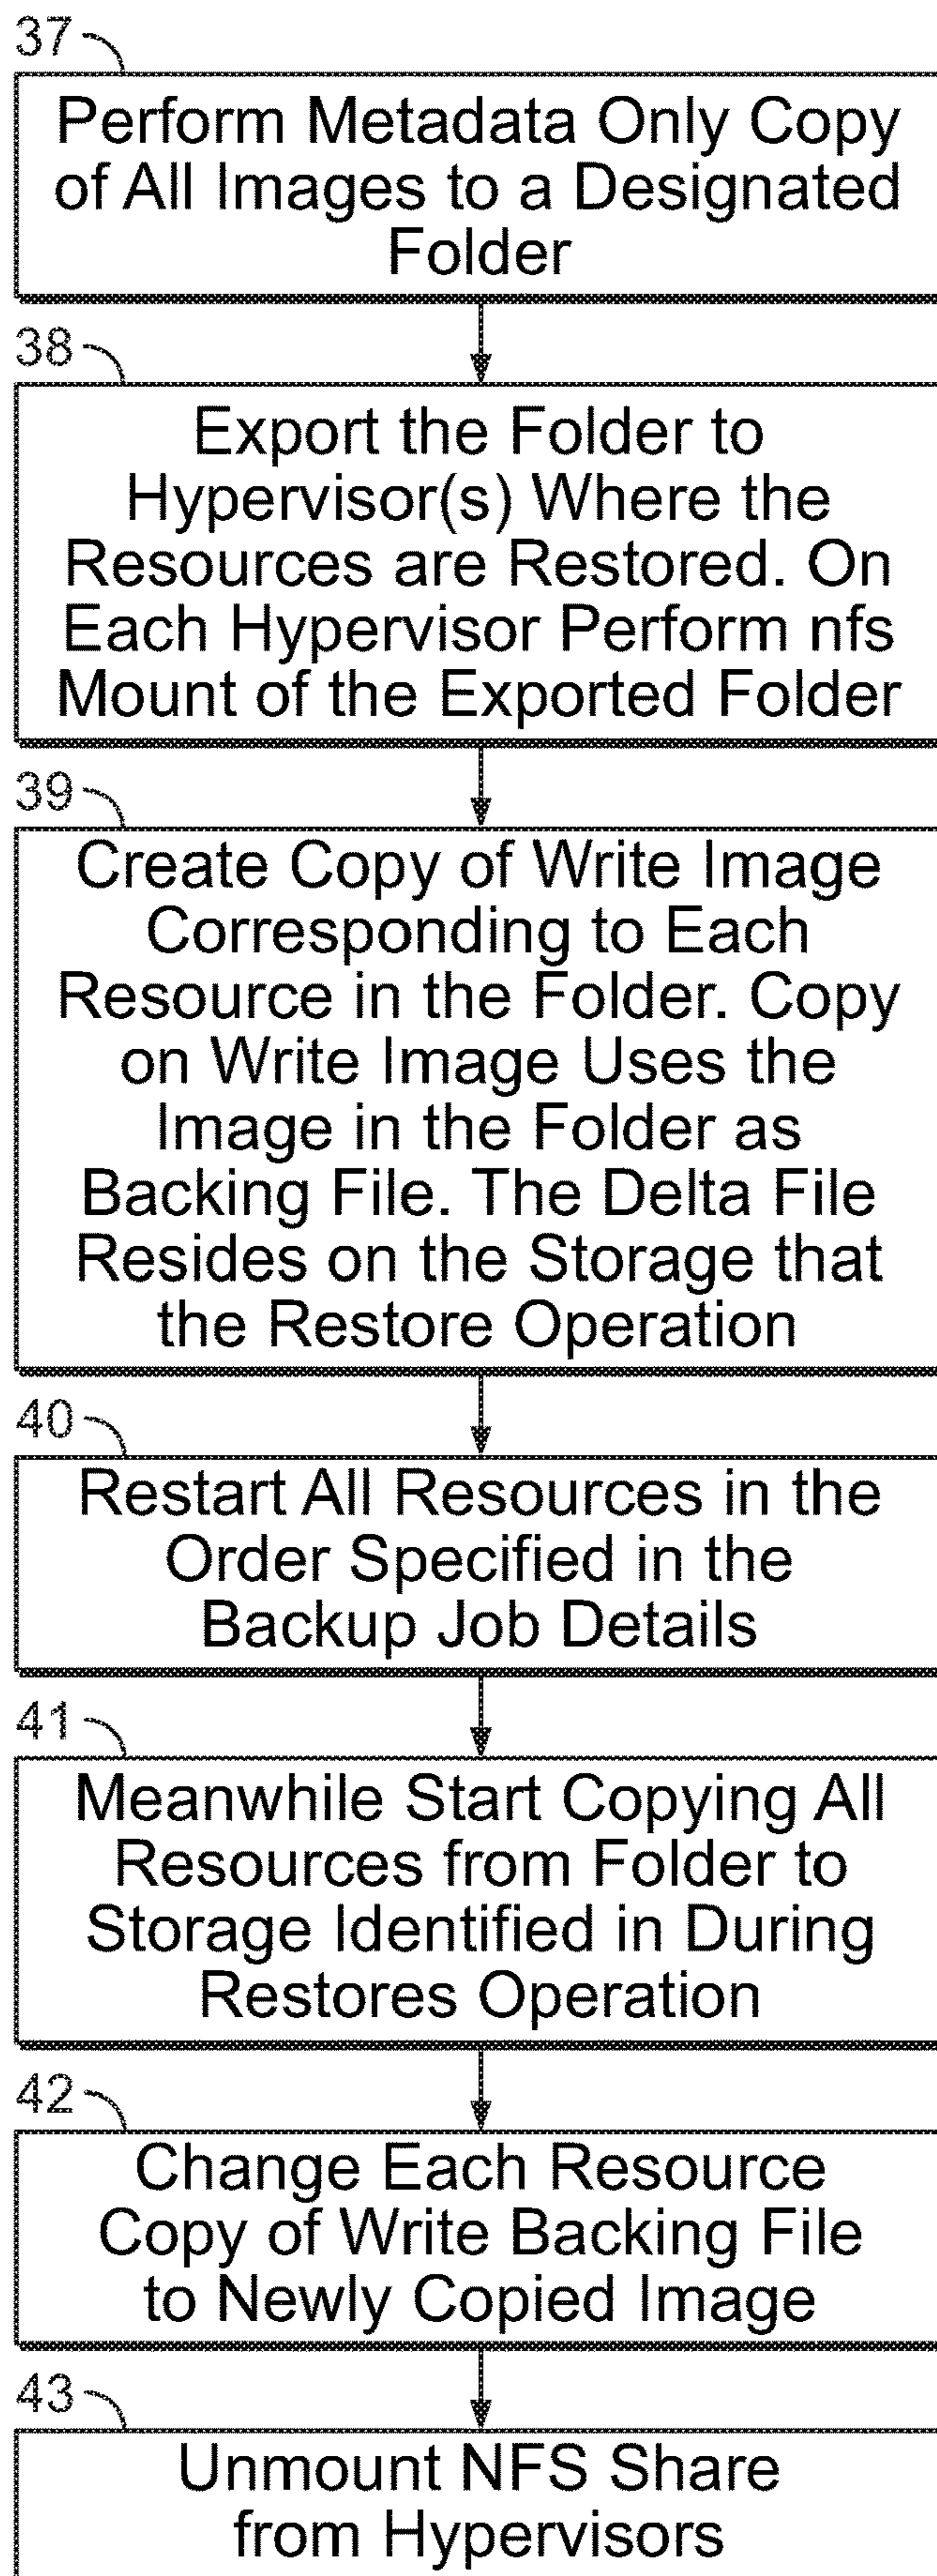 37
Perform Metadata Only Copy
of All Images to a Designated
Folder
38
Export the Folder to
Hypervisor(s) Where the
Resources are Restored. On
Each Hypervisor Perform nfs
Mount of the Exported Folder
39
Create Copy of Write Image
Corresponding to Each
Resource in the Folder. Copy
on Write Image Uses the
Image in the Folder as
Backing File. The Delta File
Resides on the Storage that
the Restore Operation
40
Restart All Resources in the
Order Specified in the
Backup Job Details
41
Meanwhile Start Copying All
Resources from Folder to
Storage Identified in During
Restores Operation
42
Change Each Resource
Copy of Write Backing File
to Newly Copied Image
43
Unmount NFS Share
from Hypervisors